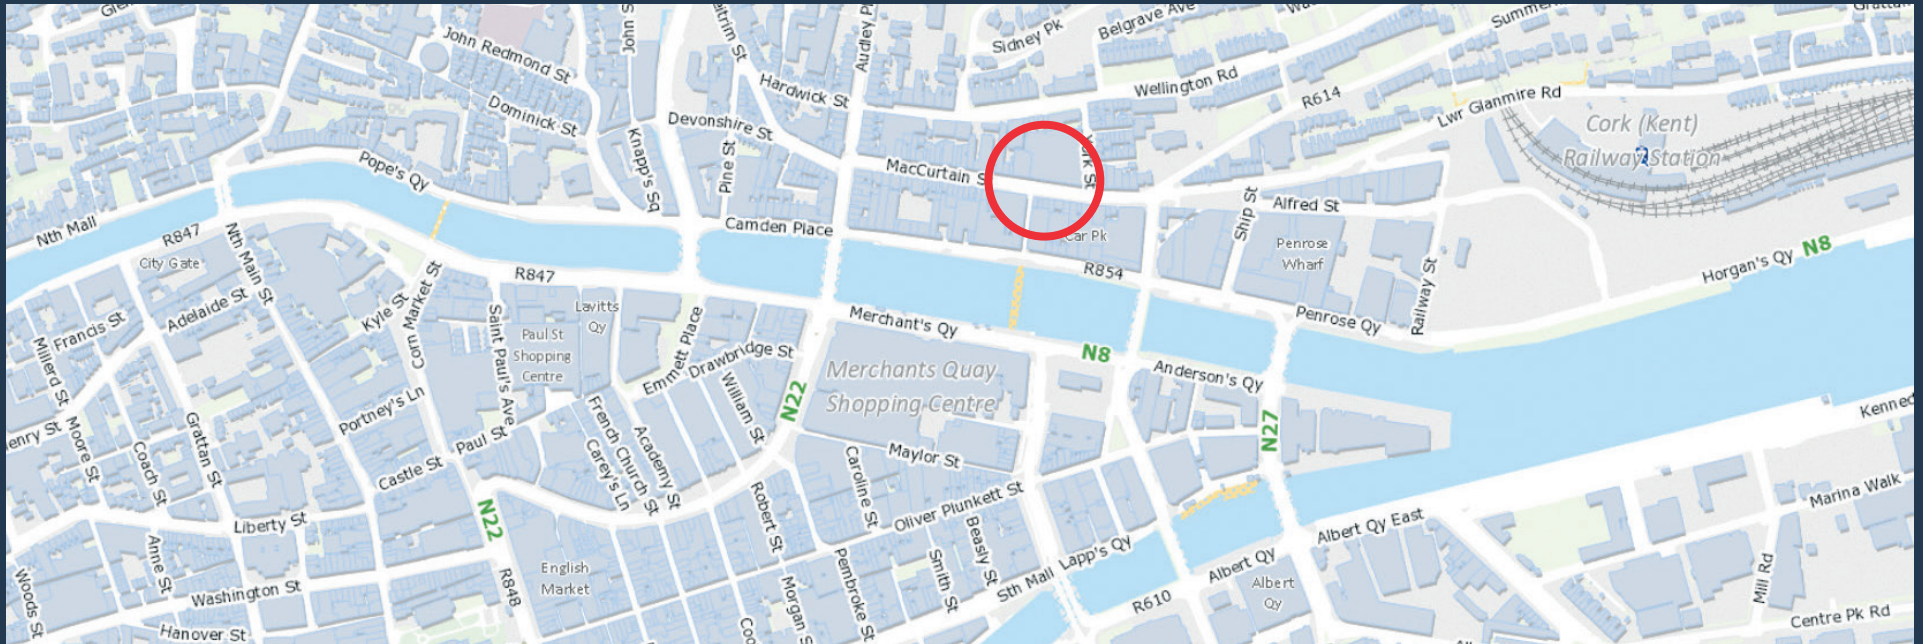 John Redmond St
John S
Audley Pl
Sidney Pk
Belgrave Ave
Hardwick St
Wellington Rd
R614
Lwr Glanmire Rd
Dominick St
Devonshire St
Knapp's Sq
Pine St
Cork (Kent)
Railway Station
Pope's Qy
MacCurtain S
York St
Ship St
Alfred St
Nth Mall
R847
City Gate
Nth Main St
Camden Place
Car Pk
Penrose
Wharf
R854
Horgan's Qy
N8
Railway St
R847
Kyle St
Corn Market St
Adelaide St
Francis St
Millerd St
Saint Paul's Ave
Paul St
Shopping
Centre
Lavitts
Qy
Emmett Place
Drawbridge St
William St
N22
Merchant's Qy
Merchants Quay
Shopping Centre
N8
Anderson's Qy
Penrose Qy
N27
Henry St
Moore St
Coach St
Grattan St
Portney's Ln
Paul St
Castle St
French Church St
Carey's Ln
Academy St
Maylor St
Caroline St
Oliver Plunkett St
Robert St
Beasly St
Smith St
Pembroke St
Morgan S
N22
Liberty St
Anne St
Washington St
Hanover St
Woods St
R848
English
Market
Sth Mall
Lapp's Qy
R610
Albert Qy
Albert
Qy
Albert Qy East
Marina Walk
Mill Rd
Centre Pk Rd
Kenned